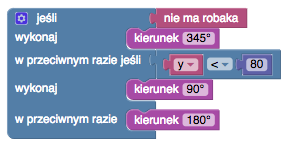 jeśli nie ma robaka
wykonaj kierunek 345°
w przeciwnym razie jeśli y < 80
wykonaj kierunek 90°
w przeciwnym razie kierunek 180°